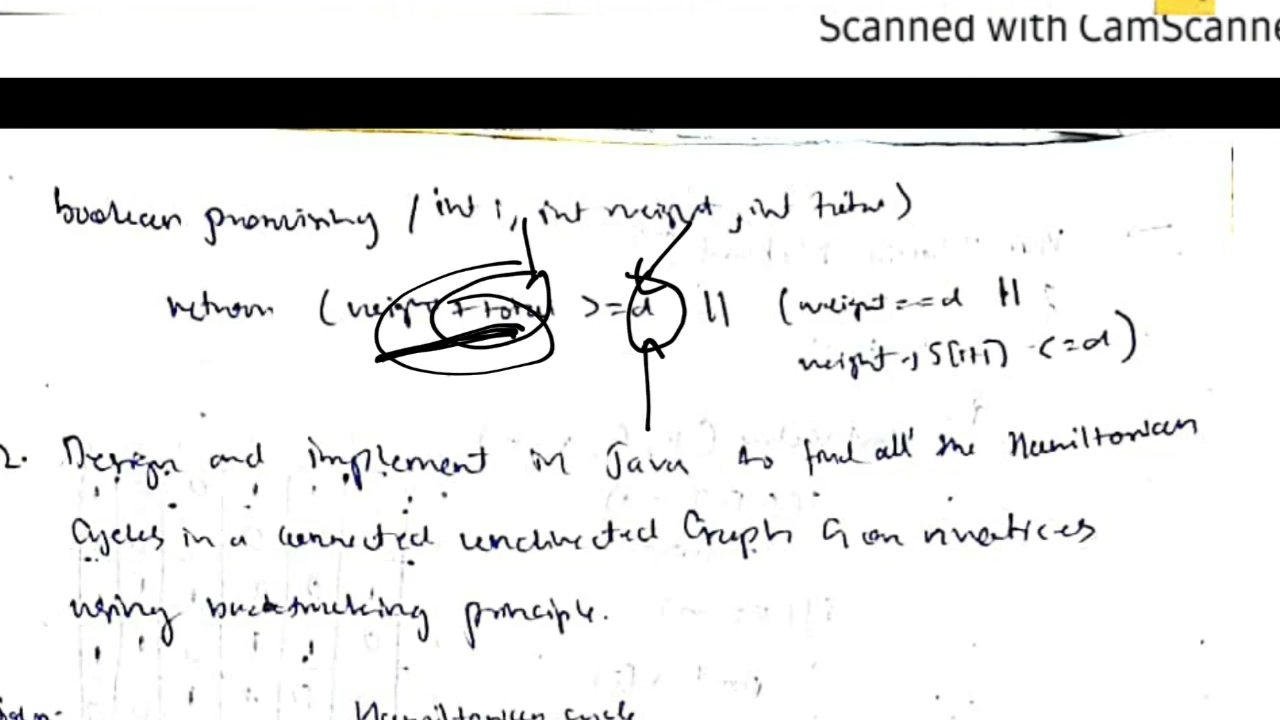 Scanned with CamScanne
boolean promising (int i, int weight, int total)
return (weight + total >= d || (weight == d ||
weight + S[i+1] <= d)
2. Design and implement in Java to find all the Hamiltonian
Cycles in a connected undirected Graph G on n vertices
using backtracking principle.
Soln:
Hamiltonian cycle